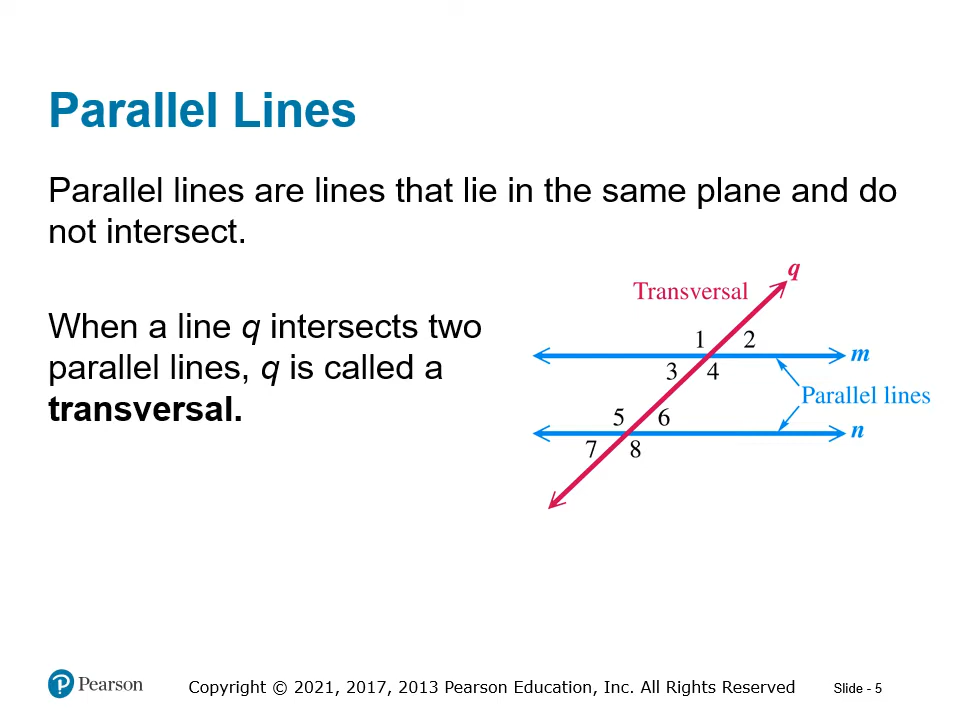 Parallel Lines
Parallel lines are lines that lie in the same plane and do
not intersect.
When a line q intersects two
parallel lines, q is called a
transversal.
q
Transversal
1 2
m
3 4
Parallel lines
5 6
n
7 8
Pearson
Copyright © 2021, 2017, 2013 Pearson Education, Inc. All Rights Reserved
Slide - 5